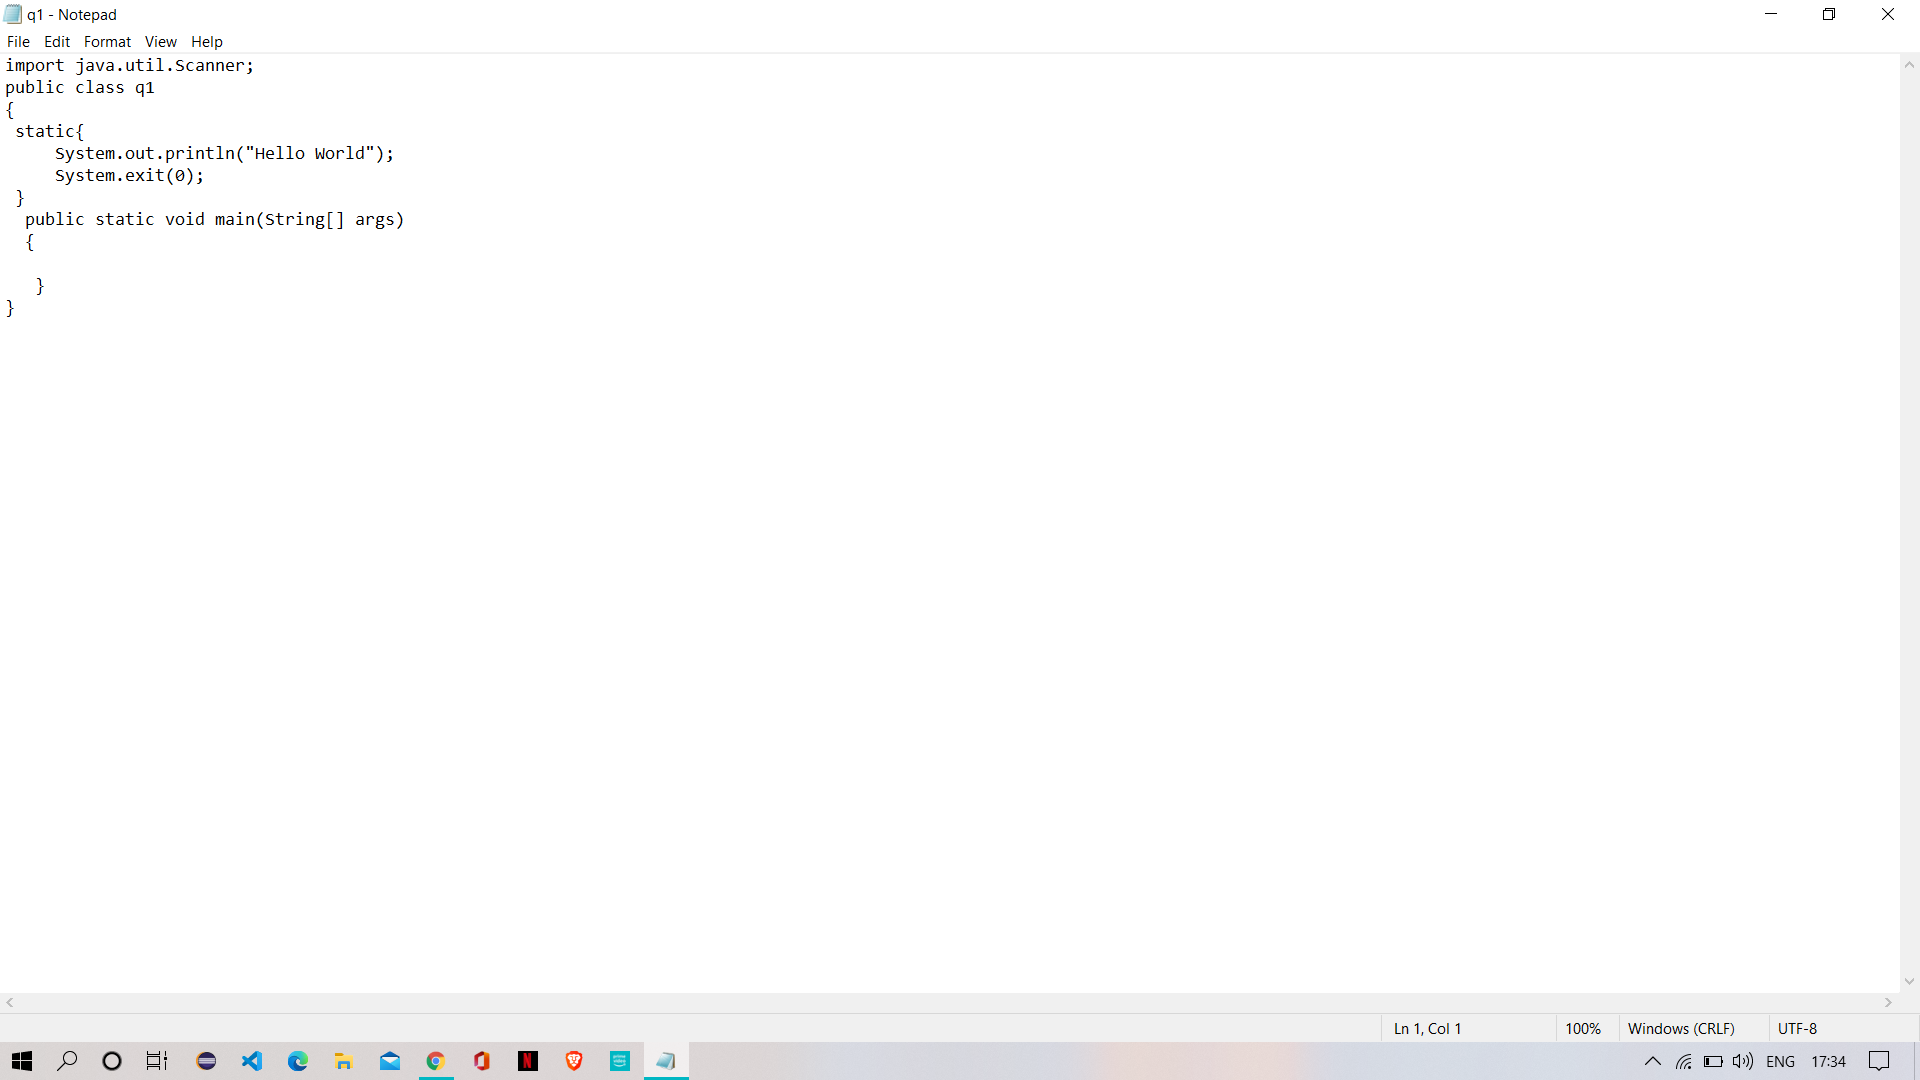 q1 - Notepad
File Edit Format View Help
import java.util.Scanner;
public class q1
{
 static{
     System.out.println("Hello World");
     System.exit(0);
 }
  public static void main(String[] args)
  {

   }
}
Ln 1, Col 1 100% Windows (CRLF) UTF-8
ENG 17:34